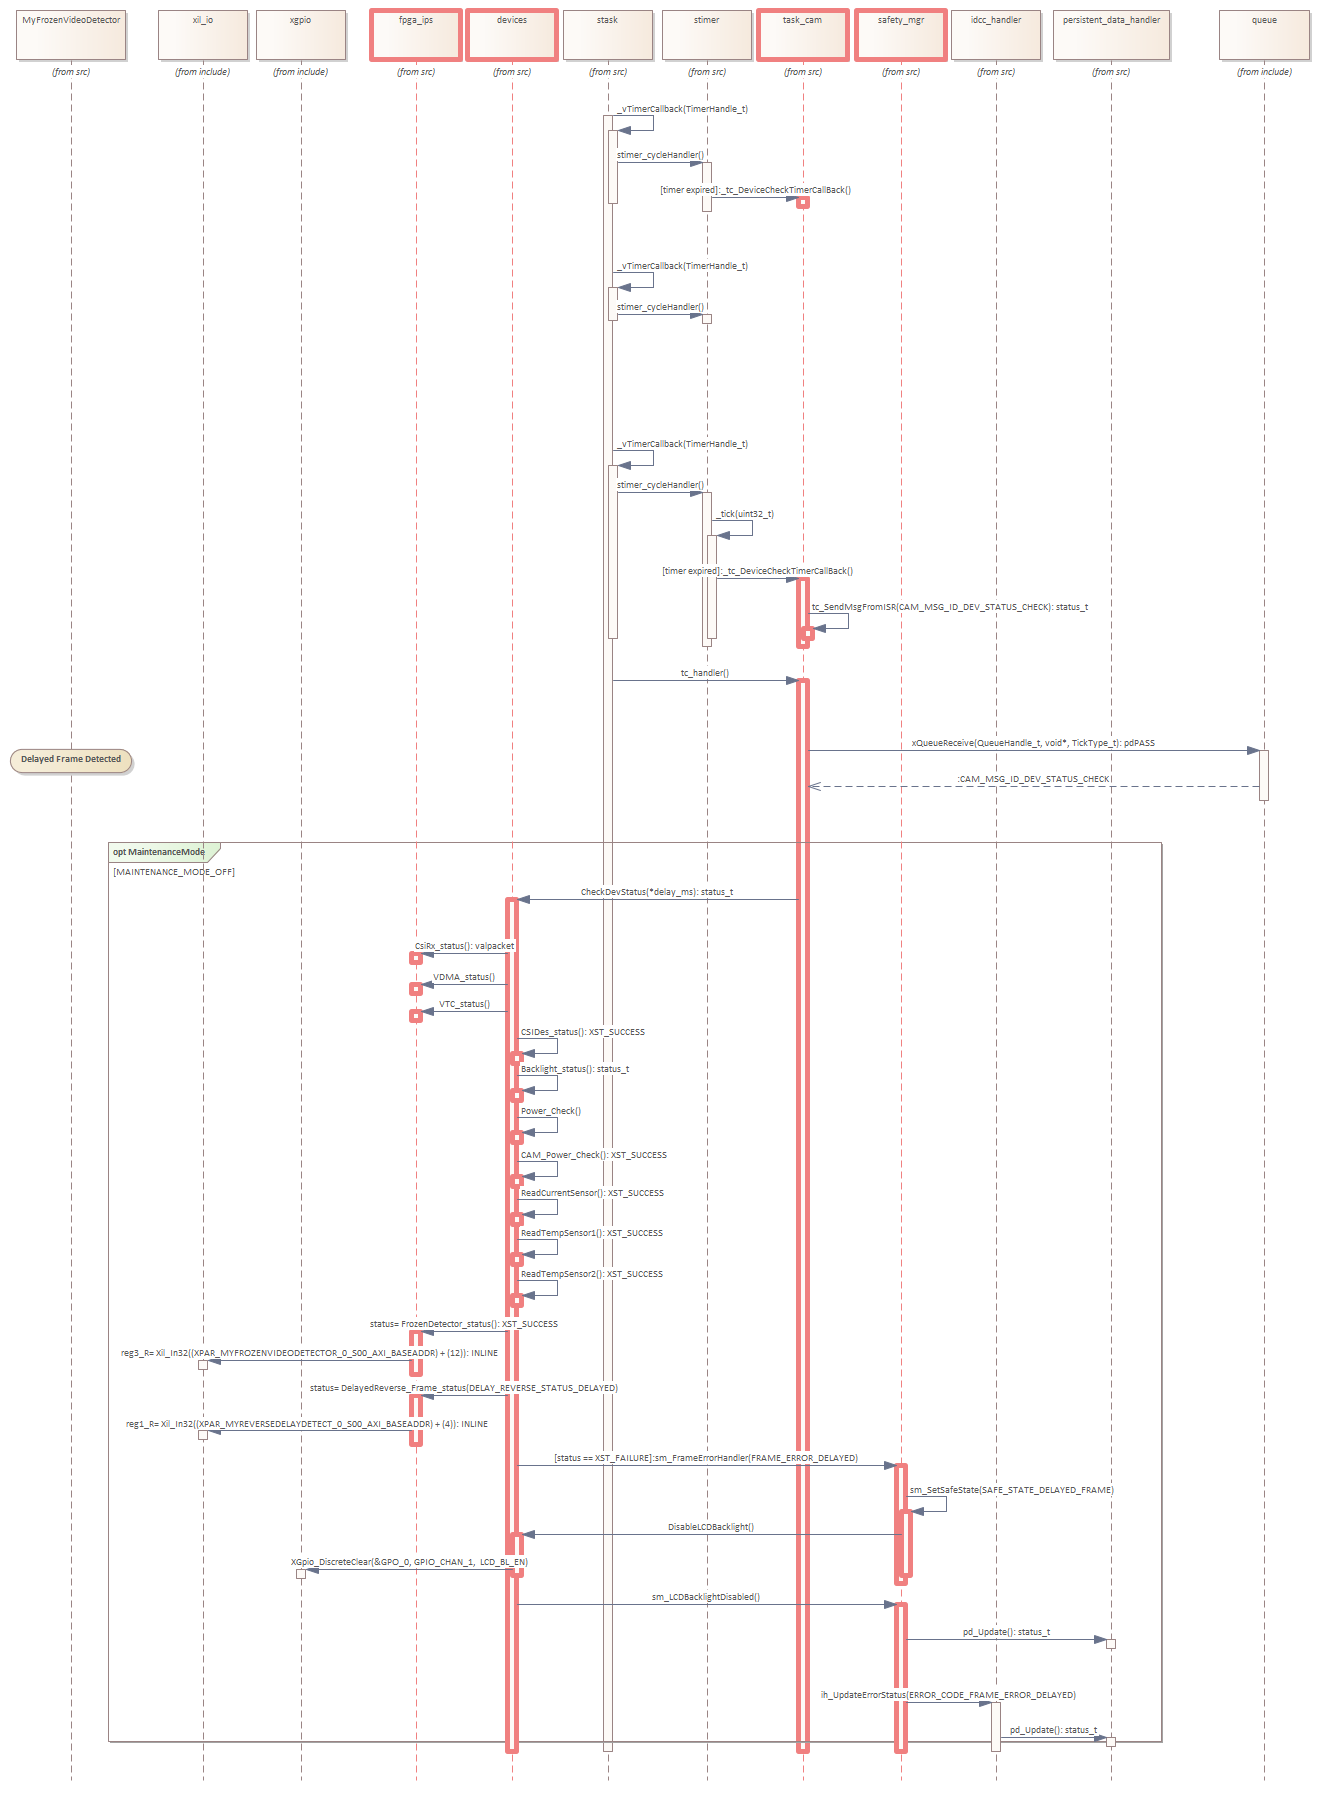 MyFrozenVideoDetector
xil_io
xgpio
fpga_ips
devices
stask
stimer
task_cam
safety_mgr
idcc_handler
persistent_data_handler
queue
(from src)
(from include)
(from include)
(from src)
(from src)
(from src)
(from src)
(from src)
(from src)
(from src)
(from src)
(from include)
_vTimerCallback(TimerHandle_t)
stimer_cycleHandler()
[timer expired]:_tc_DeviceCheckTimerCallBack()
_vTimerCallback(TimerHandle_t)
stimer_cycleHandler()
_vTimerCallback(TimerHandle_t)
stimer_cycleHandler()
_tick(uint32_t)
[timer expired]:_tc_DeviceCheckTimerCallBack()
tc_SendMsgFromISR(CAM_MSG_ID_DEV_STATUS_CHECK): status_t
tc_handler()
xQueueReceive(QueueHandle_t, void*, TickType_t): pdPASS
Delayed Frame Detected
:CAM_MSG_ID_DEV_STATUS_CHECK
opt MaintenanceMode
[MAINTENANCE_MODE_OFF]
CheckDevStatus(*delay_ms): status_t
CsiRx_status(): valpacket
VDMA_status()
VTC_status()
CSIDes_status(): XST_SUCCESS
Backlight_status(): status_t
Power_Check()
CAM_Power_Check(): XST_SUCCESS
ReadCurrentSensor(): XST_SUCCESS
ReadTempSensor1(): XST_SUCCESS
ReadTempSensor2(): XST_SUCCESS
status= FrozenDetector_status(): XST_SUCCESS
reg3_R= Xil_In32((XPAR_MYFROZENVIDEODETECTOR_0_S00_AXI_BASEADDR) + (12)): INLINE
status= DelayedReverse_Frame_status(DELAY_REVERSE_STATUS_DELAYED)
reg1_R= Xil_In32((XPAR_MYREVERSEDELAYDETECT_0_S00_AXI_BASEADDR) + (4)): INLINE
[status == XST_FAILURE]:sm_FrameErrorHandler(FRAME_ERROR_DELAYED)
sm_SetSafeState(SAFE_STATE_DELAYED_FRAME)
DisableLCDBacklight()
XGpio_DiscreteClear(&GPO_0, GPIO_CHAN_1, LCD_BL_EN)
sm_LCDBacklightDisabled()
pd_Update(): status_t
ih_UpdateErrorStatus(ERROR_CODE_FRAME_ERROR_DELAYED)
pd_Update(): status_t